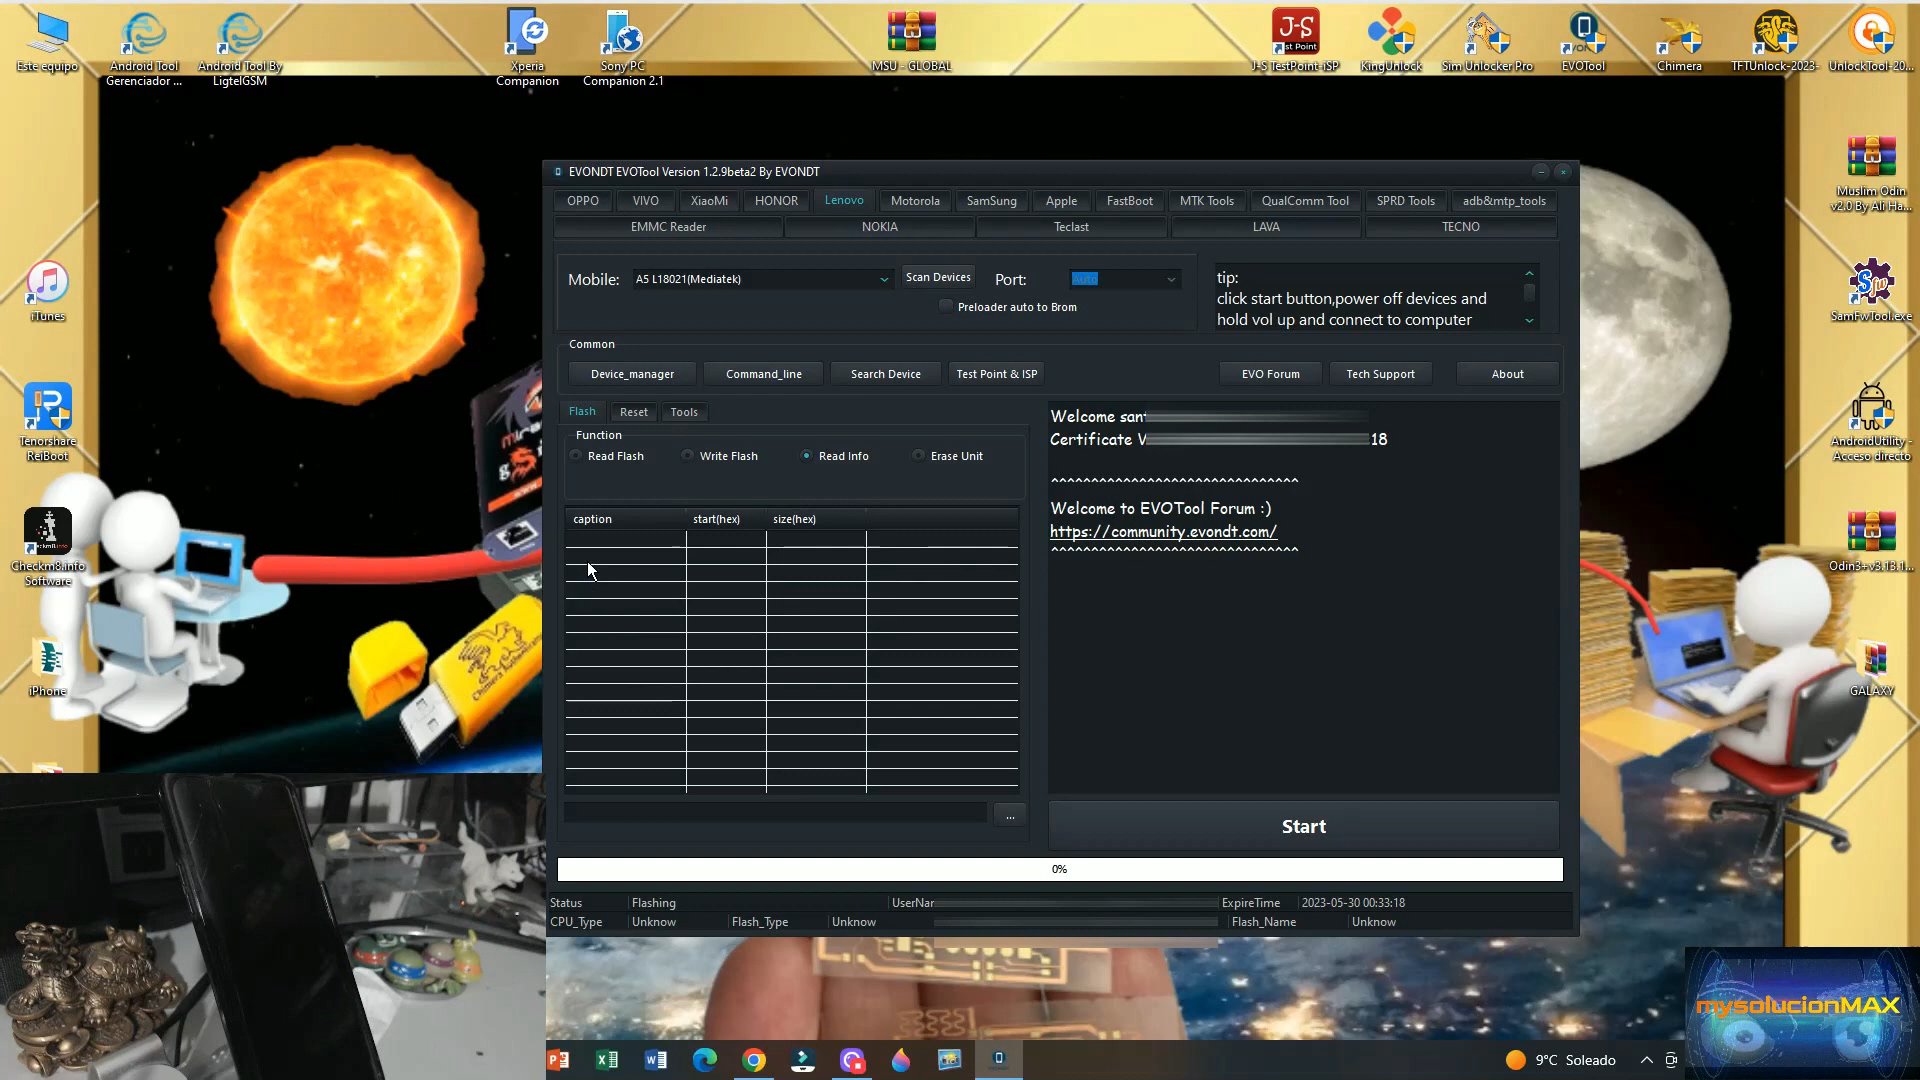 Este equipo
Android Tool
Gerenciador ...
Android Tool By
LigtelGSM
Xperia
Companion
Sony PC
Companion 2.1
MSU - GLOBAL
J-S
st Point
J-S TestPoint-iSP
KingUnlock
Sim Unlocker Pro
EVOTool
Chimera
TFTUnlock-2023-
UnlockTool-20...
iTunes
Tenorshare
ReiBoot
Checkm8.info
Software
iPhone
Muslim Odin
v2.0 By Ali Ha...
SamFwTool.exe
AndroidUtility -
Acceso directo
Odin3+v3.13.1...
GALAXY
EVONDT EVOTool Version 1.2.9beta2 By EVONDT
OPPO
VIVO
XiaoMi
HONOR
Lenovo
Motorola
SamSung
Apple
FastBoot
MTK Tools
QualComm Tool
SPRD Tools
adb&mtp_tools
EMMC Reader
NOKIA
Teclast
LAVA
TECNO
Mobile:
A5 L18021(Mediatek)
Scan Devices
Port:
Auto
Preloader auto to Brom
tip:
click start button,power off devices and
hold vol up and connect to computer
Common
Device_manager
Command_line
Search Device
Test Point & ISP
EVO Forum
Tech Support
About
Flash
Reset
Tools
Function
Read Flash
Write Flash
Read Info
Erase Unit
caption
start(hex)
size(hex)
...
Welcome san
Certificate V 18
^^^^^^^^^^^^^^^^^^^^^^^^^^^^^^
Welcome to EVOTool Forum :)
https://community.evondt.com/
^^^^^^^^^^^^^^^^^^^^^^^^^^^^^^
Start
0%
Status
Flashing
UserNar
ExpireTime
2023-05-30 00:33:18
CPU_Type
Unknow
Flash_Type
Unknow
Flash_Name
Unknow
mysolucionMAX
9°C Soleado